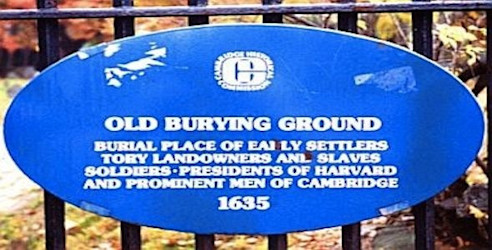 CAMBRIDGE HISTORICAL
COMMISSION
OLD BURYING GROUND
BURIAL PLACE OF EARLY SETTLERS
TORY LANDOWNERS AND SLAVES
SOLDIERS · PRESIDENTS OF HARVARD
AND PROMINENT MEN OF CAMBRIDGE
1635